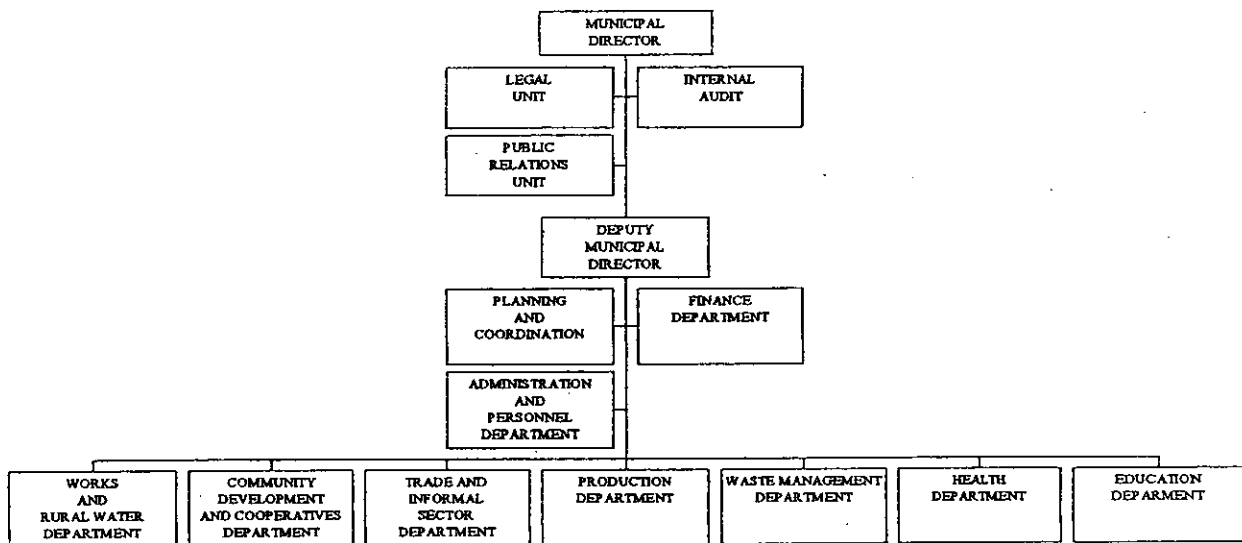 MUNICIPAL
DIRECTOR
LEGAL
UNIT
INTERNAL
AUDIT
PUBLIC
RELATIONS
UNIT
DEPUTY
MUNICIPAL
DIRECTOR
PLANNING
AND
COORDINATION
FINANCE
DEPARTMENT
ADMINISTRATION
AND
PERSONNEL
DEPARTMENT
WORKS
AND
RURAL WATER
DEPARTMENT
COMMUNITY
DEVELOPMENT
AND COOPERATIVES
DEPARTMENT
TRADE AND
INFORMAL
SECTOR
DEPARTMENT
PRODUCTION
DEPARTMENT
WASTE MANAGEMENT
DEPARTMENT
HEALTH
DEPARTMENT
EDUCATION
DEPARMENT